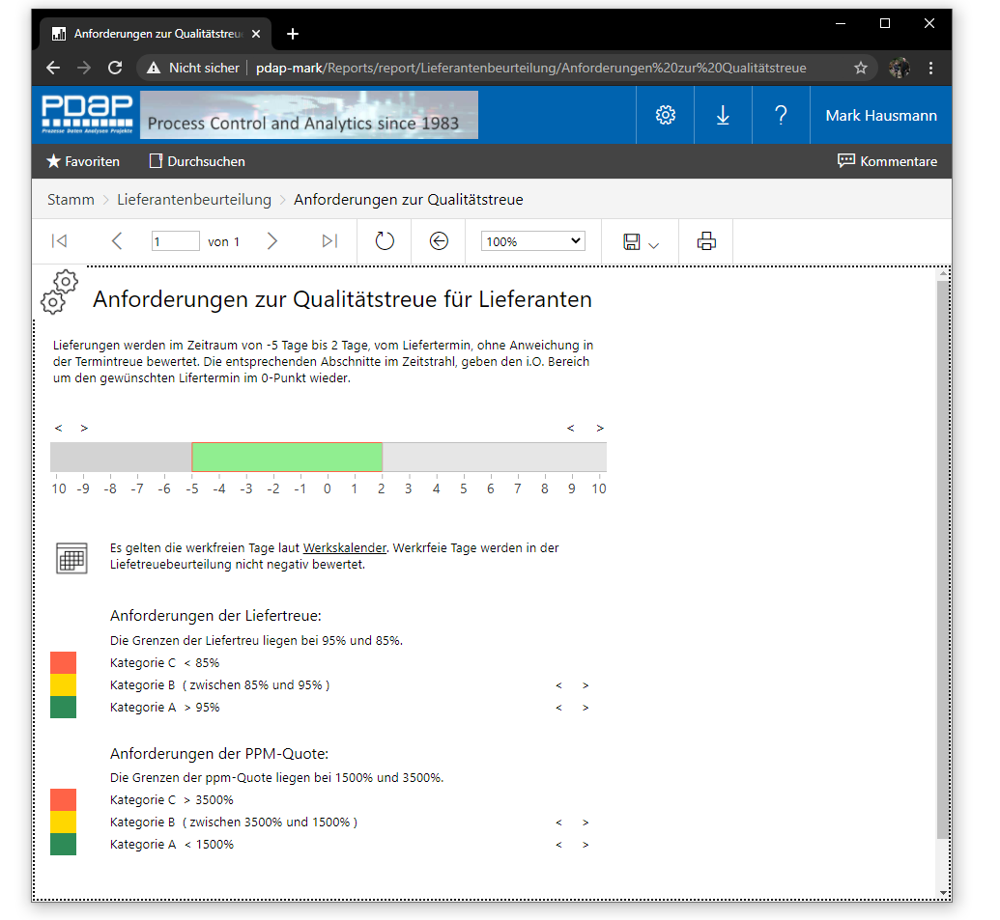 Anforderungen zur Qualitätstreu
Nicht sicher pdap-mark/Reports/report/Lieferantenbeurteilung/Anforderungen%20zur%20Qualitätstreue
PDAP
Prozesse Daten Analysen Projekte
Process Control and Analytics since 1983
?
Mark Hausmann
Favoriten
Durchsuchen
Kommentare
Stamm > Lieferantenbeurteilung > Anforderungen zur Qualitätstreue
1 von 1
100%
Anforderungen zur Qualitätstreue für Lieferanten
Lieferungen werden im Zeitraum von -5 Tage bis 2 Tage, vom Liefertermin, ohne Anweichung in
der Termintreue bewertet. Die entsprechenden Abschnitte im Zeitstrahl, geben den i.O. Bereich
um den gewünschten Lifertermin im 0-Punkt wieder.
< > < >
10 -9 -8 -7 -6 -5 -4 -3 -2 -1 0 1 2 3 4 5 6 7 8 9 10
Es gelten die werkfreien Tage laut Werkskalender. Werkrfeie Tage werden in der
Liefetreuebeurteilung nicht negativ bewertet.
Anforderungen der Liefertreue:
Die Grenzen der Liefertreu liegen bei 95% und 85%.
Kategorie C < 85%
Kategorie B ( zwischen 85% und 95% ) < >
Kategorie A > 95% < >
Anforderungen der PPM-Quote:
Die Grenzen der ppm-Quote liegen bei 1500% und 3500%.
Kategorie C > 3500%
Kategorie B ( zwischen 3500% und 1500% ) < >
Kategorie A < 1500% < >